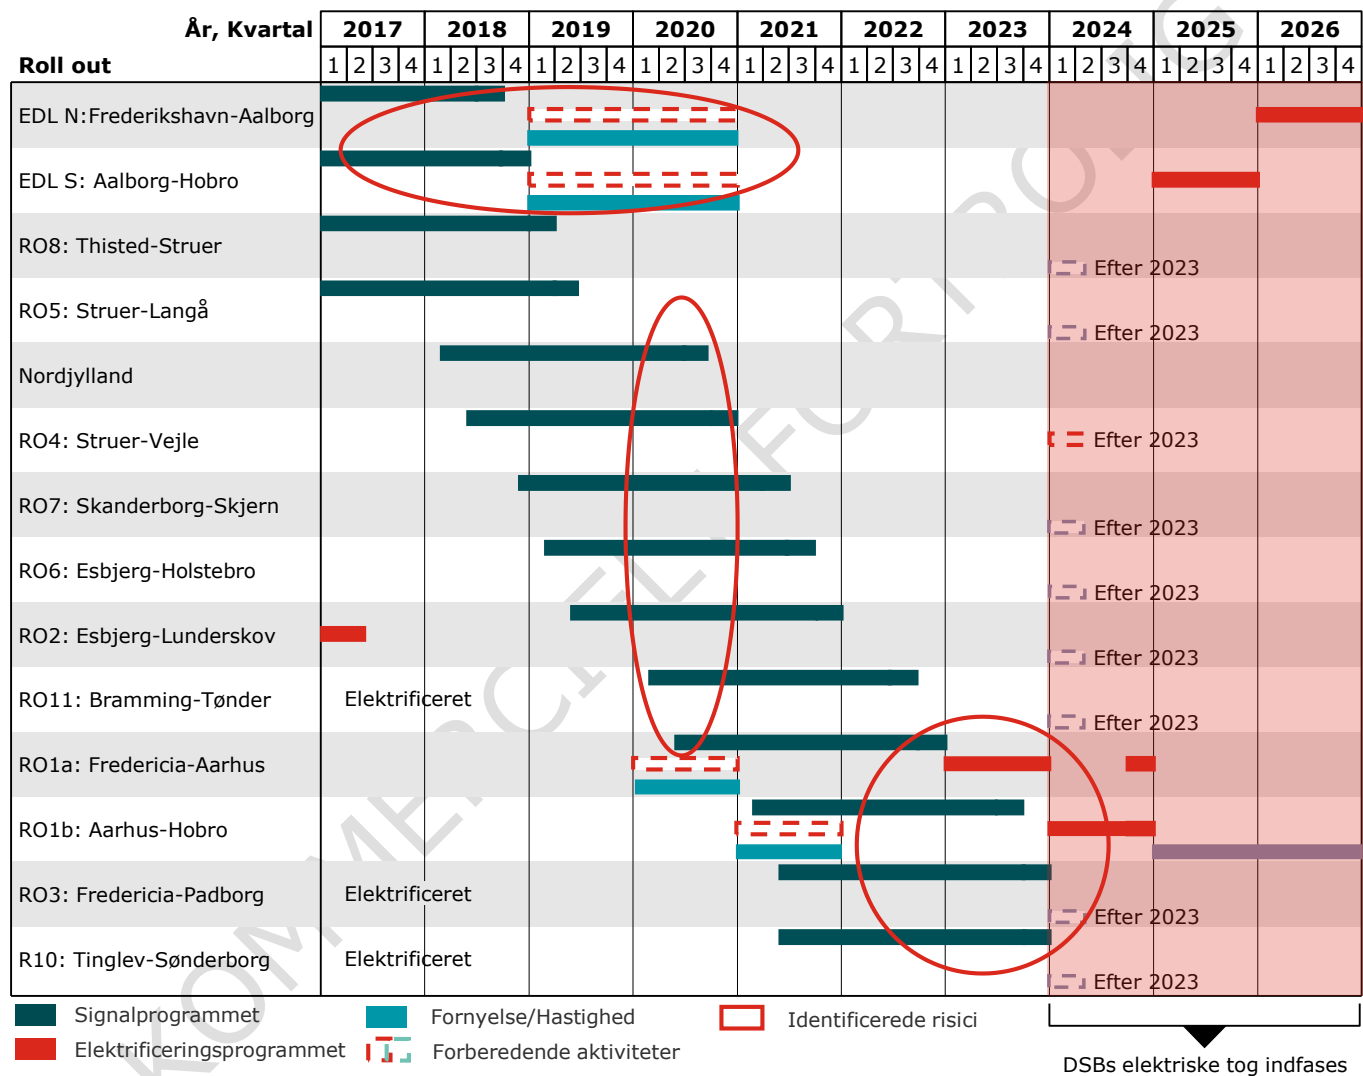 År, Kvartal 2017 2018 2019 2020 2021 2022 2023 2024 2025 2026
Roll out 1 2 3 4 1 2 3 4 1 2 3 4 1 2 3 4 1 2 3 4 1 2 3 4 1 2 3 4 1 2 3 4 1 2 3 4 1 2 3 4
EDL N:Frederikshavn-Aalborg
EDL S: Aalborg-Hobro
RO8: Thisted-Struer
Efter 2023
RO5: Struer-Langå
Efter 2023
Nordjylland
RO4: Struer-Vejle Efter 2023
RO7: Skanderborg-Skjern
Efter 2023
RO6: Esbjerg-Holstebro
Efter 2023
RO2: Esbjerg-Lunderskov
Efter 2023
RO11: Bramming-Tønder Elektrificeret
Efter 2023
RO1a: Fredericia-Aarhus
RO1b: Aarhus-Hobro
RO3: Fredericia-Padborg Elektrificeret
Efter 2023
R10: Tinglev-Sønderborg Elektrificeret
Efter 2023
Signalprogrammet Fornyelse/Hastighed Identificerede risici
Elektrificeringsprogrammet Forberedende aktiviteter
DSBs elektriske tog indfases
KOMMERCIEL FORTROLIG